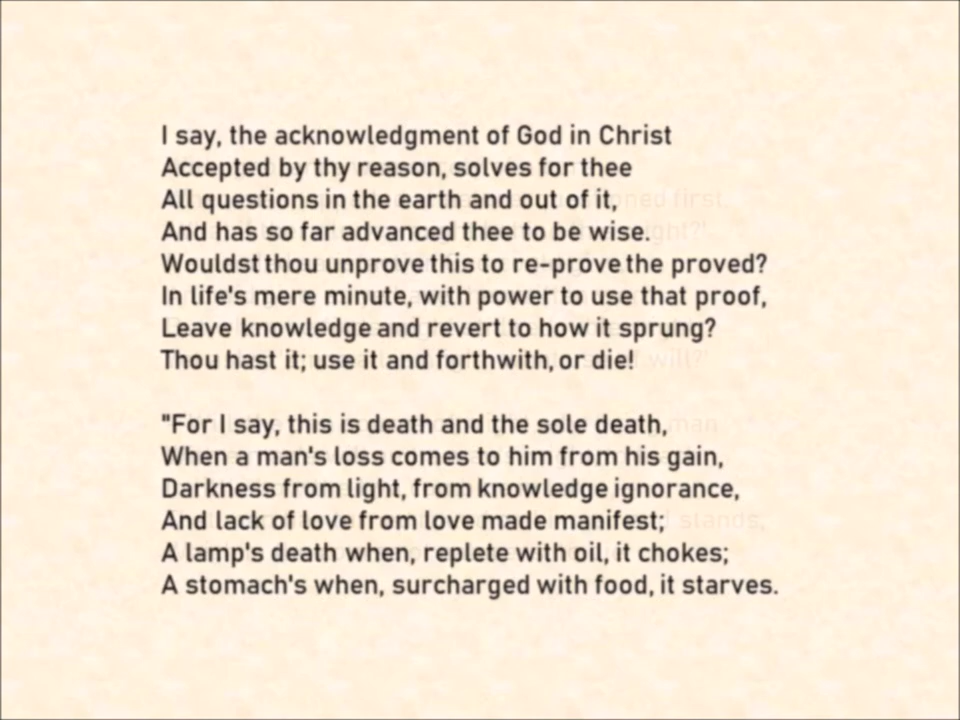 I say, the acknowledgment of God in Christ
Accepted by thy reason, solves for thee
All questions in the earth and out of it,
And has so far advanced thee to be wise.
Wouldst thou unprove this to re-prove the proved?
In life's mere minute, with power to use that proof,
Leave knowledge and revert to how it sprung?
Thou hast it; use it and forthwith, or die!

"For I say, this is death and the sole death,
When a man's loss comes to him from his gain,
Darkness from light, from knowledge ignorance,
And lack of love from love made manifest;
A lamp's death when, replete with oil, it chokes;
A stomach's when, surcharged with food, it starves.